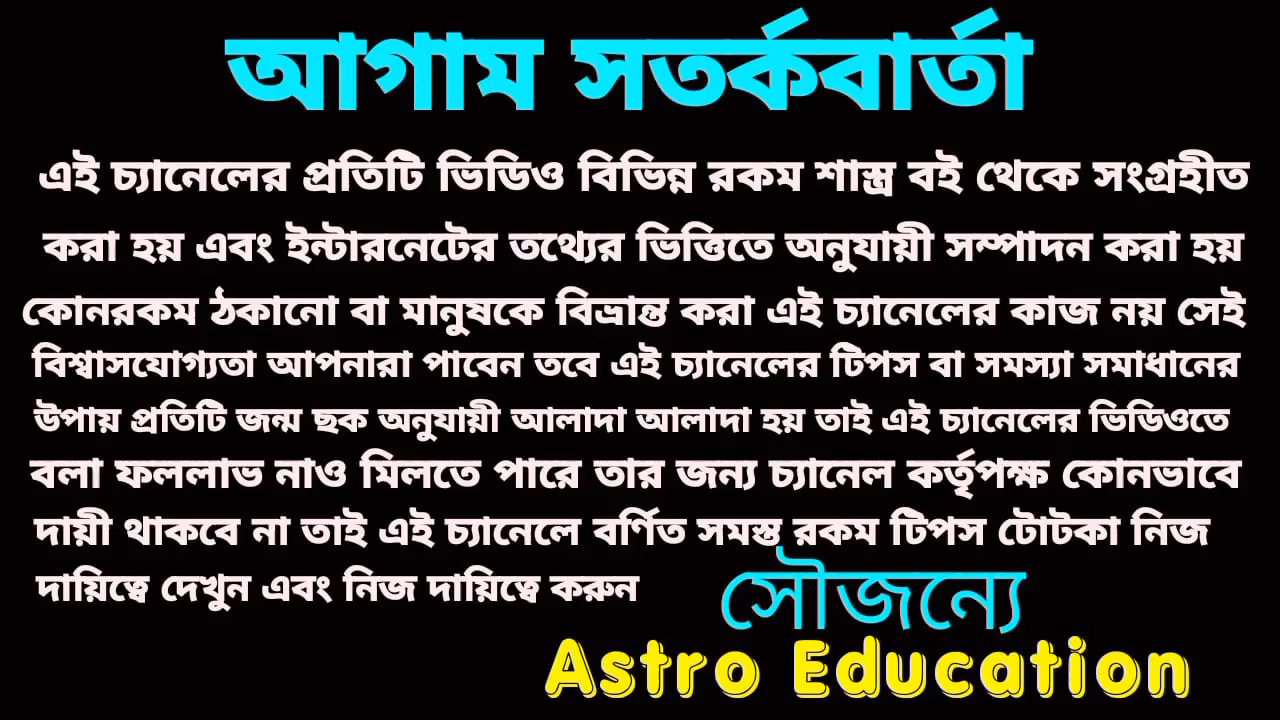 আগাম সতর্কবার্তা
এই চ্যানেলের প্রতিটি ভিডিও বিভিন্ন রকম শাস্ত্র বই থেকে সংগ্রহীত
করা হয় এবং ইন্টারনেটের তথ্যের ভিত্তিতে অনুযায়ী সম্পাদন করা হয়
কোনরকম ঠকানো বা মানুষকে বিভ্রান্ত করা এই চ্যানেলের কাজ নয় সেই
বিশ্বাসযোগ্যতা আপনারা পাবেন তবে এই চ্যানেলের টিপস বা সমস্যা সমাধানের
উপায় প্রতিটি জন্ম ছক অনুযায়ী আলাদা আলাদা হয় তাই এই চ্যানেলের ভিডিওতে
বলা ফললাভ নাও মিলতে পারে তার জন্য চ্যানেল কর্তৃপক্ষ কোনভাবে
দায়ী থাকবে না তাই এই চ্যানেলে বর্ণিত সমস্ত রকম টিপস টোটকা নিজ
দায়িত্বে দেখুন এবং নিজ দায়িত্বে করুন
সৌজন্যে
Astro Education